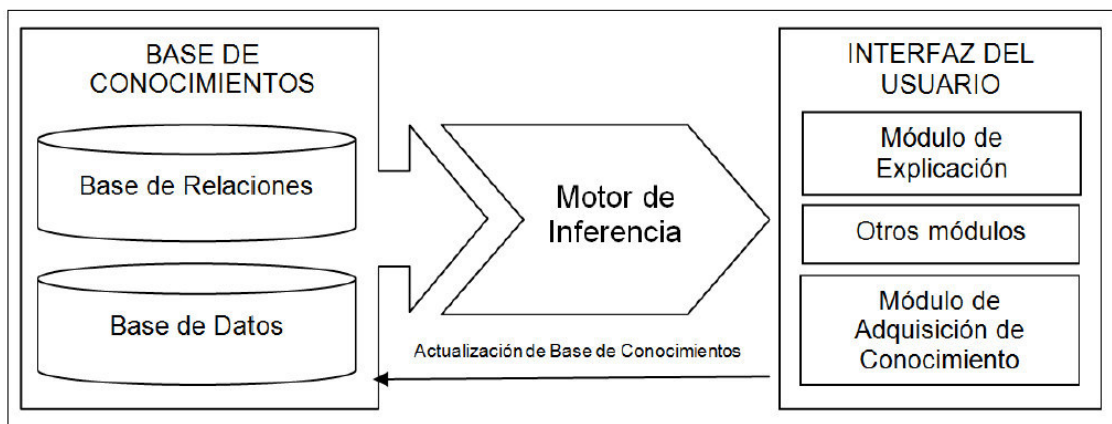 BASE DE
CONOCIMIENTOS
Base de Relaciones
Base de Datos
Motor de
Inferencia
Actualización de Base de Conocimientos
INTERFAZ DEL
USUARIO
Módulo de
Explicación
Otros módulos
Módulo de
Adquisición de
Conocimiento